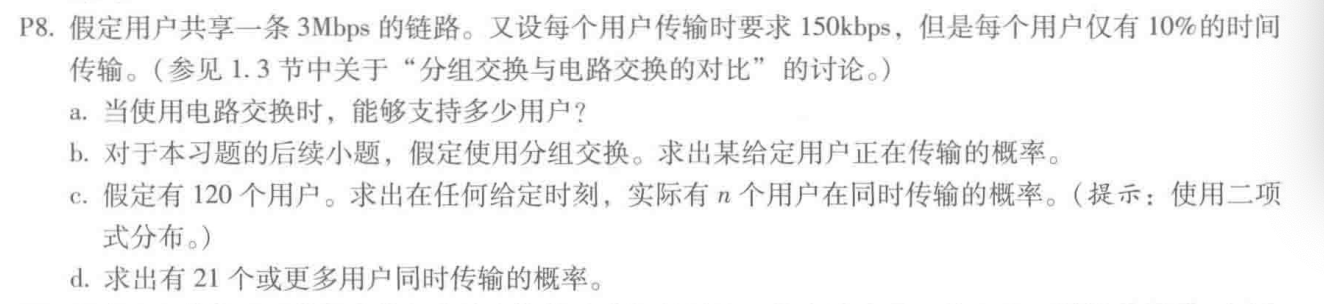 P8. 假定用户共享一条 3Mbps 的链路。又设每个用户传输时要求 150kbps，但是每个用户仅有 10%的时间
传输。（参见 1.3 节中关于“分组交换与电路交换的对比”的讨论。）
a. 当使用电路交换时，能够支持多少用户？
b. 对于本习题的后续小题，假定使用分组交换。求出某给定用户正在传输的概率。
c. 假定有 120 个用户。求出在任何给定时刻，实际有 n 个用户在同时传输的概率。（提示：使用二项
式分布。）
d. 求出有 21 个或更多用户同时传输的概率。